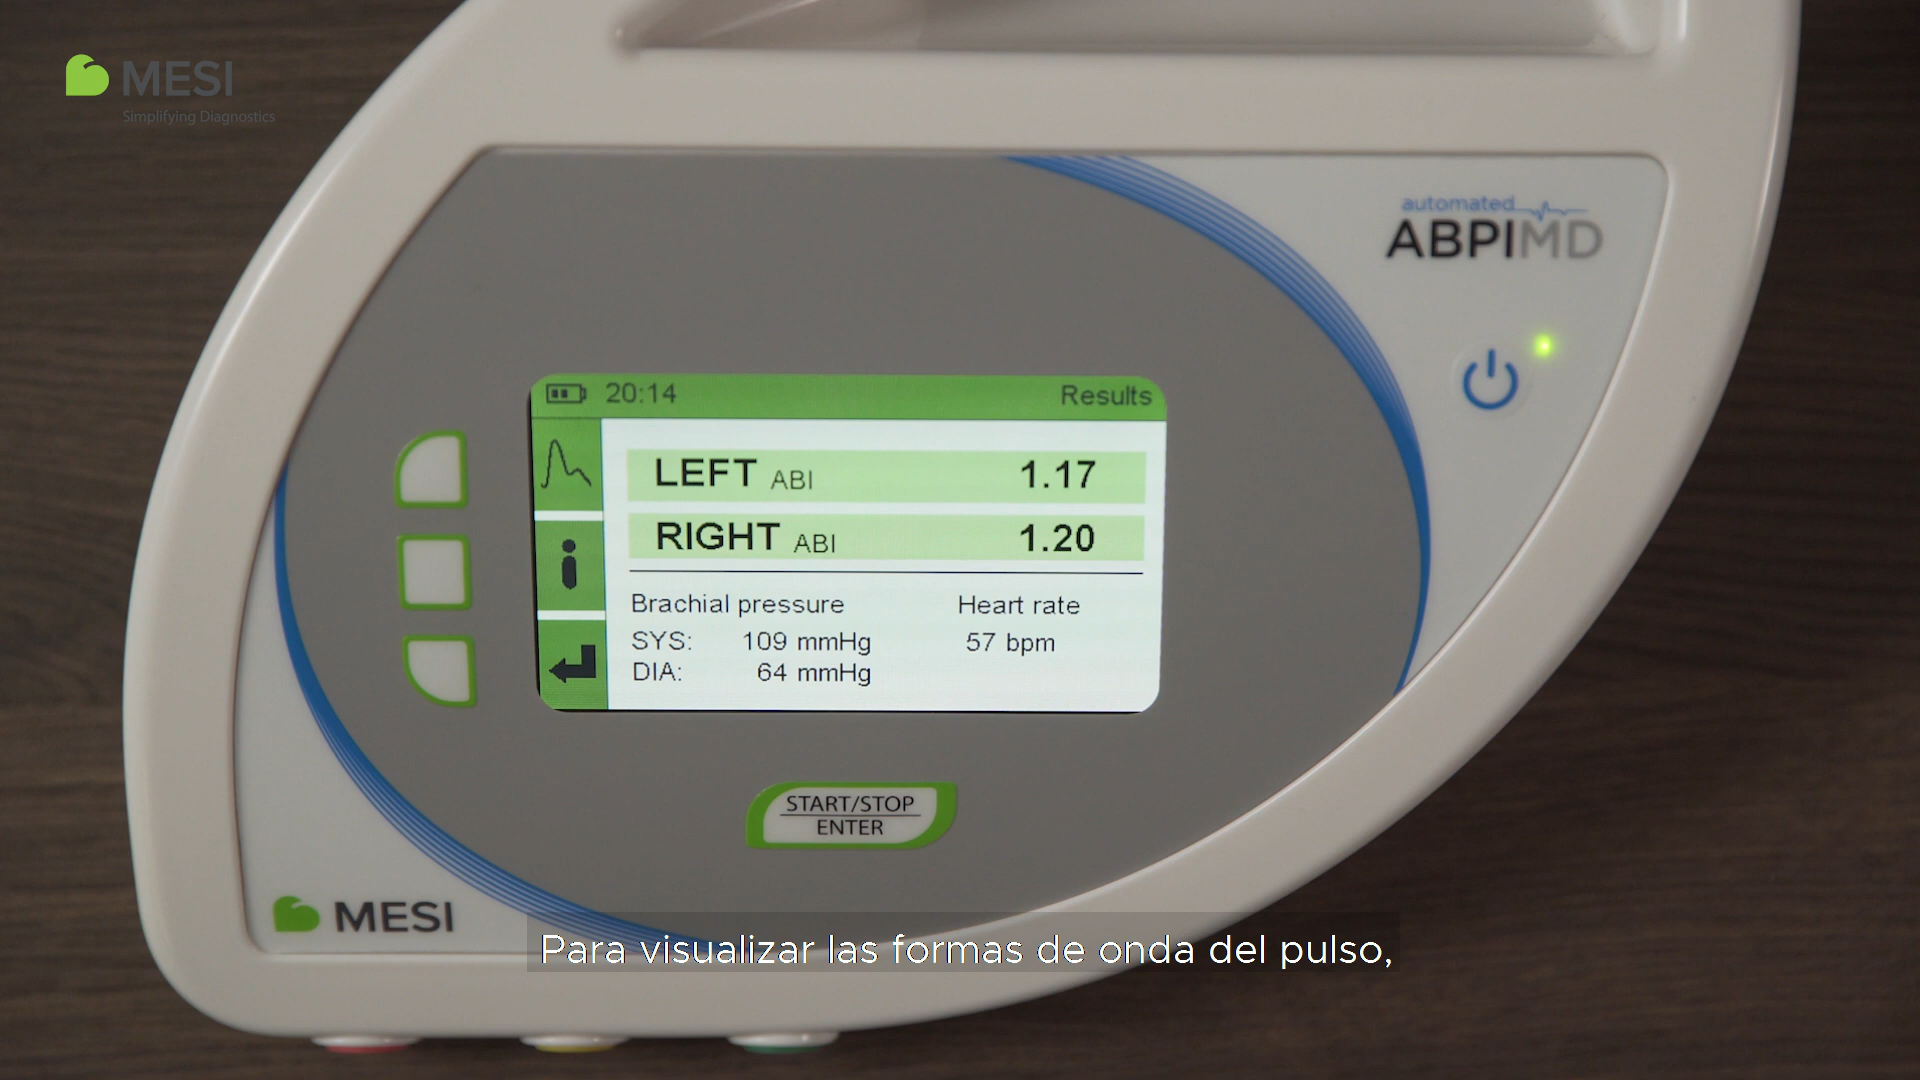 MESI
Simplifying Diagnostics
automated
ABPIMD
20:14 Results
LEFT ABI 1.17
RIGHT ABI 1.20
Brachial pressure Heart rate
SYS: 109 mmHg 57 bpm
DIA: 64 mmHg
START/STOP
ENTER
MESI
Para visualizar las formas de onda del pulso,